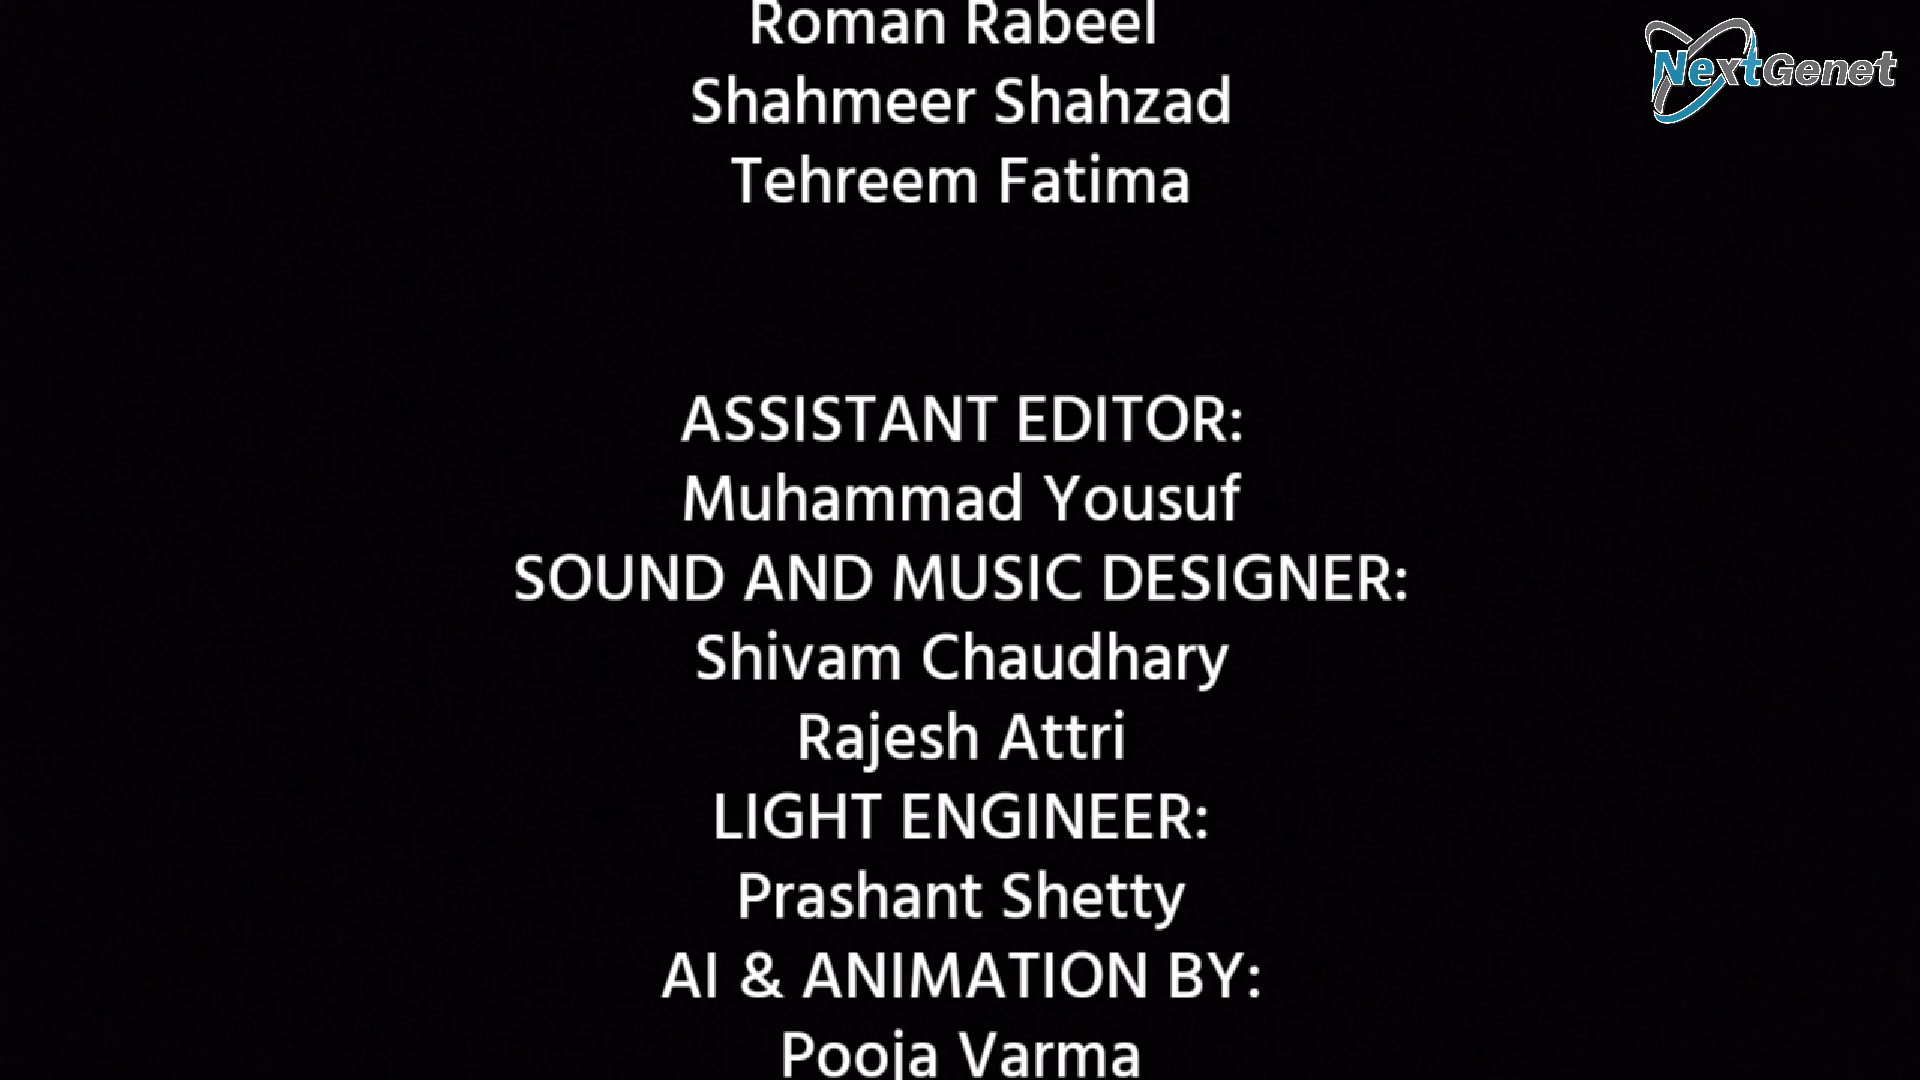 Roman Rabeel
NextGenet
Shahmeer Shahzad
Tehreem Fatima
ASSISTANT EDITOR:
Muhammad Yousuf
SOUND AND MUSIC DESIGNER:
Shivam Chaudhary
Rajesh Attri
LIGHT ENGINEER:
Prashant Shetty
AI & ANIMATION BY:
Pooja Varma